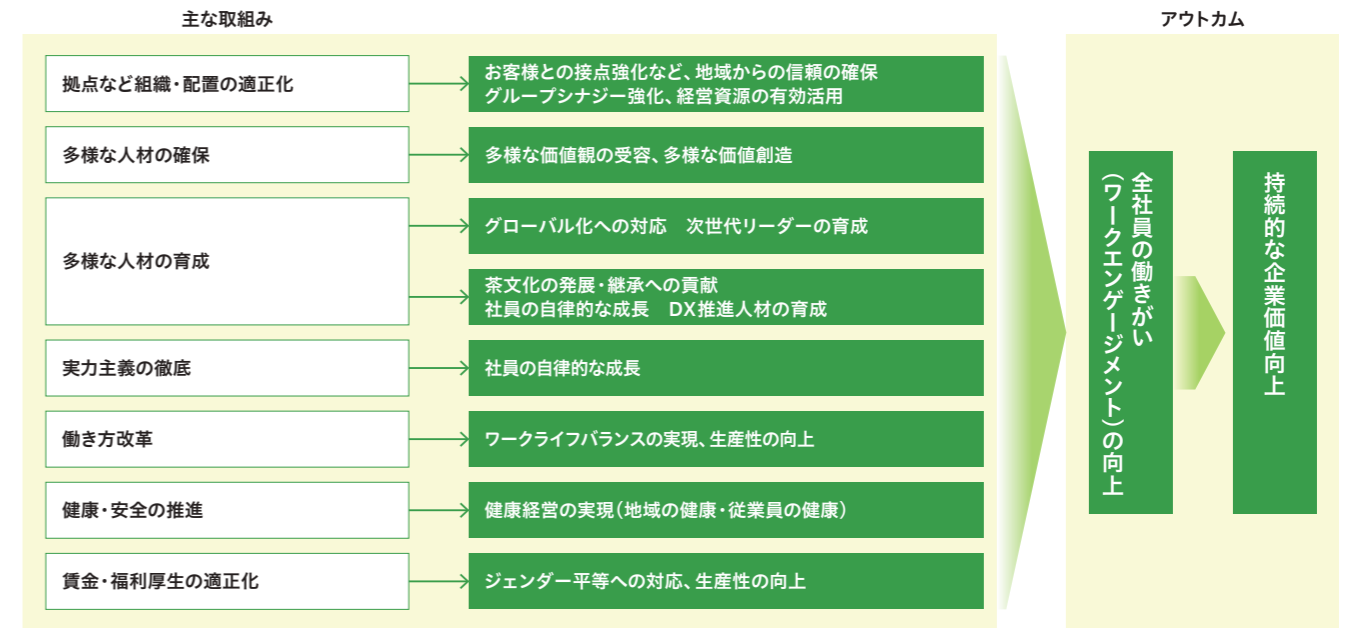 主な取組み
アウトカム
拠点など組織・配置の適正化
お客様との接点強化など、地域からの信頼の確保
グループシナジー強化、経営資源の有効活用
多様な人材の確保
多様な価値観の受容、多様な価値創造
多様な人材の育成
グローバル化への対応　次世代リーダーの育成
茶文化の発展・継承への貢献
社員の自律的な成長　DX推進人材の育成
実力主義の徹底
社員の自律的な成長
働き方改革
ワークライフバランスの実現、生産性の向上
健康・安全の推進
健康経営の実現（地域の健康・従業員の健康）
賃金・福利厚生の適正化
ジェンダー平等への対応、生産性の向上
全社員の働きがい
（ワークエンゲージメント）の向上
持続的な企業価値向上